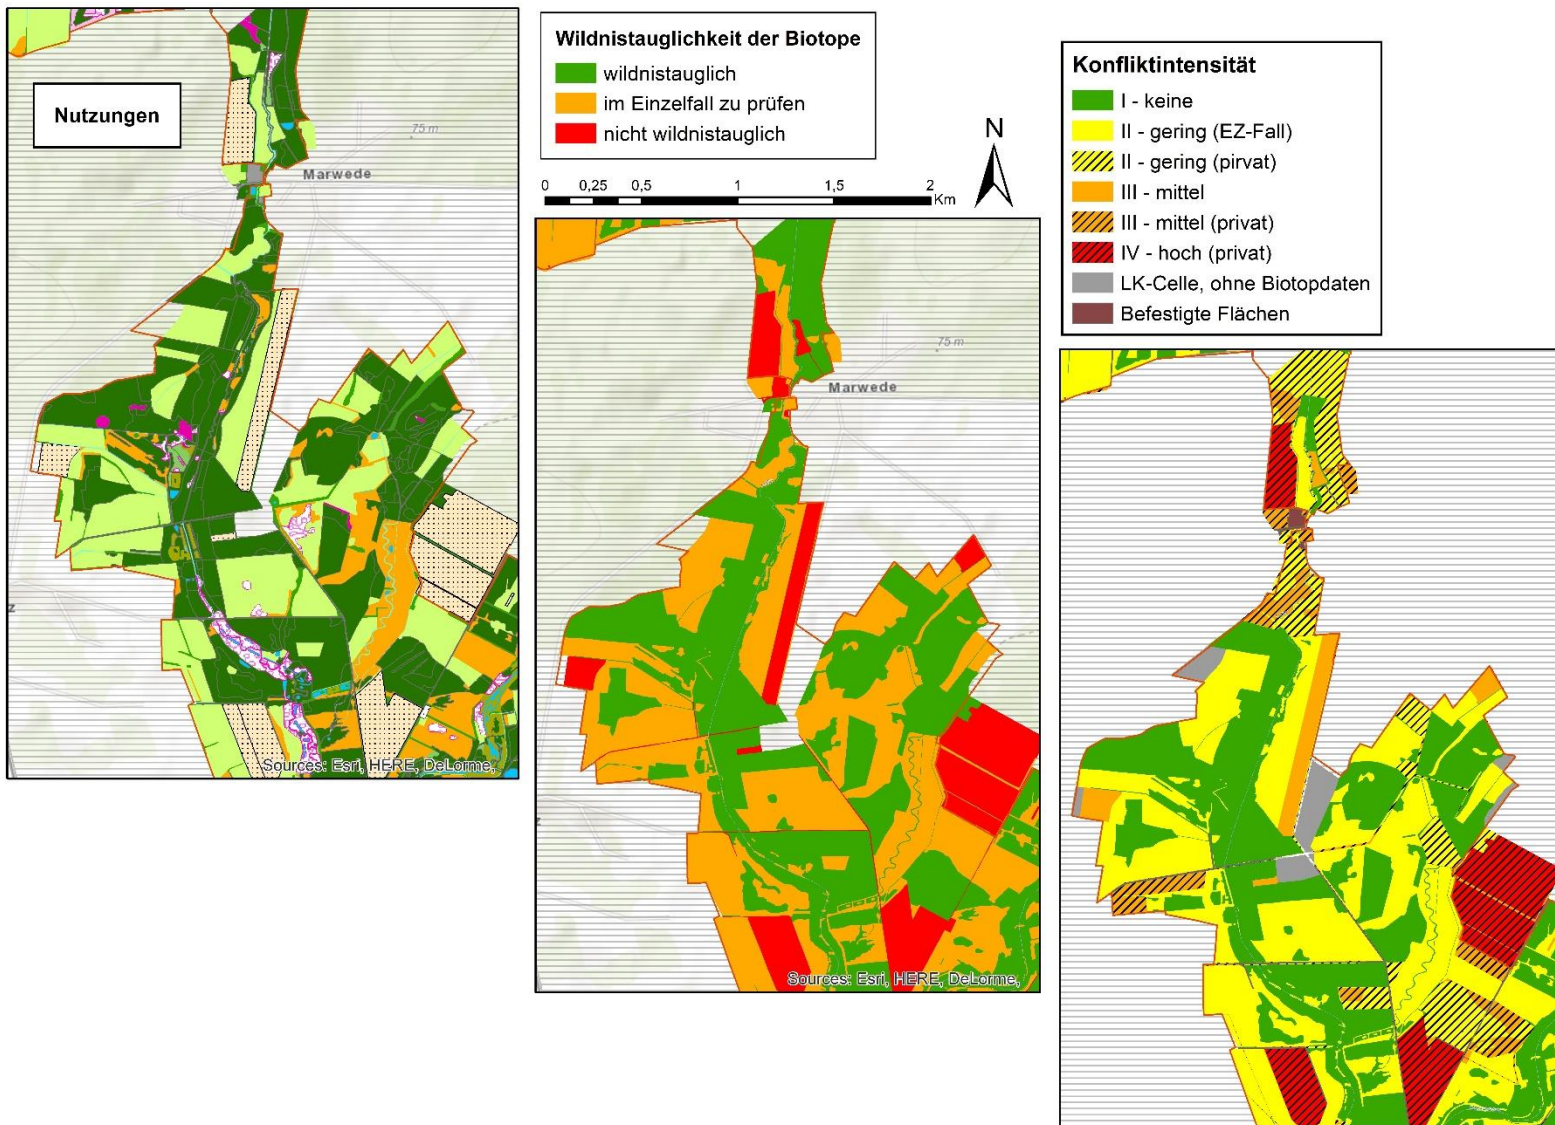 Nutzungen
75 m
Marwede
z
Sources: Esri, HERE, DeLorme,
Wildnistauglichkeit der Biotope
wildnistauglich
im Einzelfall zu prüfen
nicht wildnistauglich
0 0,25 0,5 1 1,5 2
Km
N
75 m
Marwede
z
Sources: Esri, HERE, DeLorme,
Konfliktintensität
I - keine
II - gering (EZ-Fall)
II - gering (pirvat)
III - mittel
III - mittel (privat)
IV - hoch (privat)
LK-Celle, ohne Biotopdaten
Befestigte Flächen